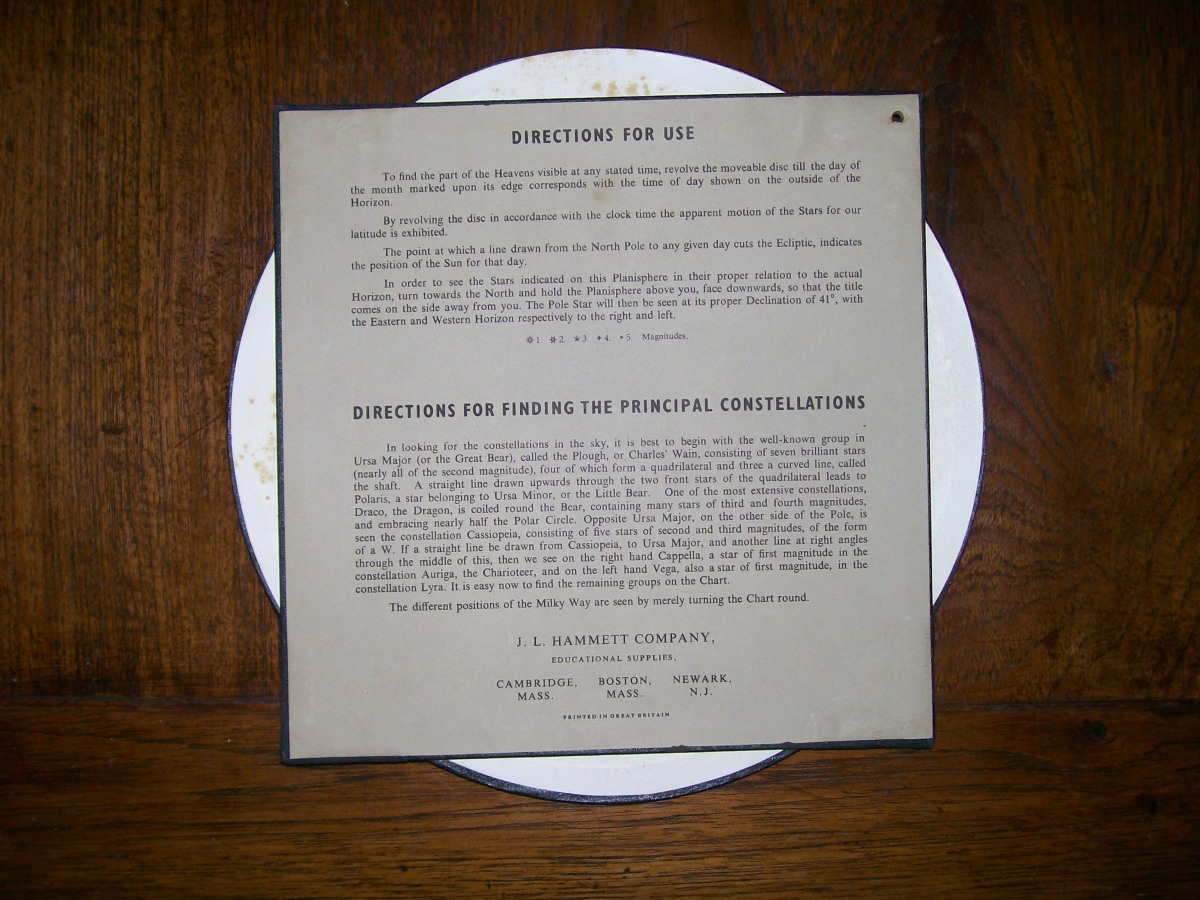 DIRECTIONS FOR USE
To find the part of the Heavens visible at any stated time, revolve the moveable disc till the day of
the month marked upon its edge corresponds with the time of day shown on the outside of the
Horizon.
By revolving the disc in accordance with the clock time the apparent motion of the Stars for our
latitude is exhibited.
The point at which a line drawn from the North Pole to any given day cuts the Ecliptic, indicates
the position of the Sun for that day.
In order to see the Stars indicated on this Planisphere in their proper relation to the actual
Horizon, turn towards the North and hold the Planisphere above you, face downwards, so that the title
comes on the side away from you. The Pole Star will then be seen at its proper Declination of 41°, with
the Eastern and Western Horizon respectively to the right and left.
1. 2. 3. 4. 5. Magnitudes.
DIRECTIONS FOR FINDING THE PRINCIPAL CONSTELLATIONS
In looking for the constellations in the sky, it is best to begin with the well-known group in
Ursa Major (or the Great Bear), called the Plough, or Charles' Wain, consisting of seven brilliant stars
(nearly all of the second magnitude), four of which form a quadrilateral and three a curved line, called
the shaft. A straight line drawn upwards through the two front stars of the quadrilateral leads to
Polaris, a star belonging to Ursa Minor, or the Little Bear. One of the most extensive constellations,
Draco, the Dragon, is coiled round the Bear, containing many stars of third and fourth magnitudes,
and embracing nearly half the Polar Circle. Opposite Ursa Major, on the other side of the Pole, is
seen the constellation Cassiopeia, consisting of five stars of second and third magnitudes, of the form
of a W. If a straight line be drawn from Cassiopeia, to Ursa Major, and another line at right angles
through the middle of this, then we see on the right hand Cappella, a star of first magnitude in the
constellation Auriga, the Charioteer, and on the left hand Vega, also a star of first magnitude, in the
constellation Lyra. It is easy now to find the remaining groups on the Chart.
The different positions of the Milky Way are seen by merely turning the Chart round.
J. L. HAMMETT COMPANY,
EDUCATIONAL SUPPLIES,
CAMBRIDGE, BOSTON, NEWARK,
MASS. MASS. N.J.
PRINTED IN GREAT BRITAIN